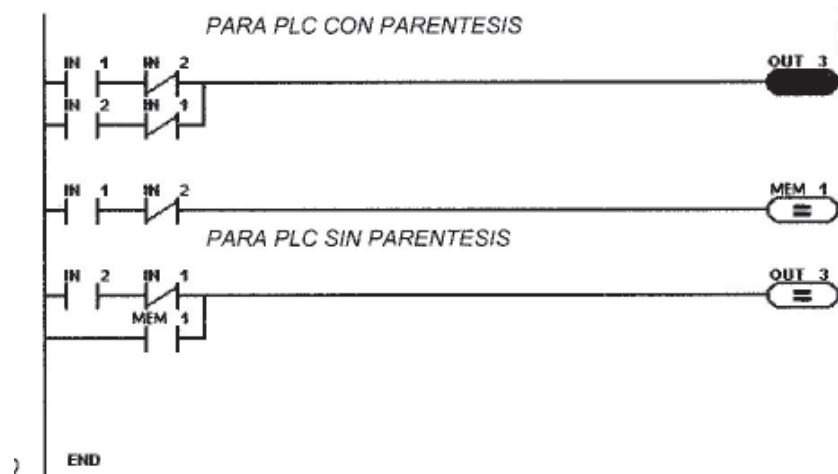 PARA PLC CON PARENTESIS
IN 1 IN 2 OUT 3
IN 2 IN 1
IN 1 IN 2 MEM 1
=
PARA PLC SIN PARENTESIS
IN 2 IN 1 OUT 3
=
MEM 1
END